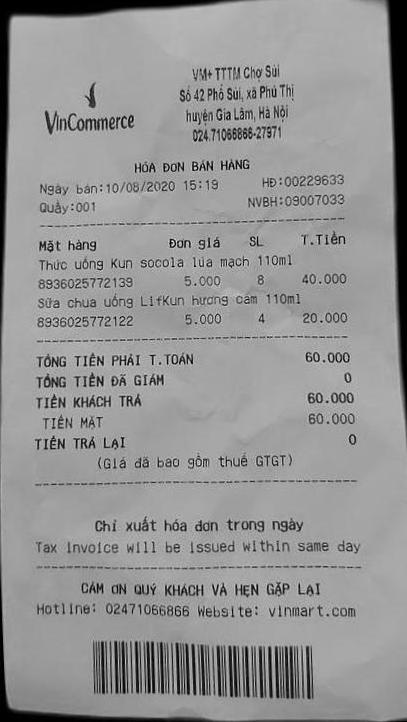 VinCommerce
VM+ TTTM Chợ Sủi
Số 42 Phố Sủi, xã Phú Thị
huyện Gia Lâm, Hà Nội
024.71066866-27971
HÓA ĐƠN BÁN HÀNG
Ngày bán:10/08/2020 15:19 HĐ:00229633
Quầy:001 NVBH:09007033
Mặt hàng Đơn giá SL T.Tiền
Thức uống Kun socola lúa mạch 110ml
8936025772139 5.000 8 40.000
Sữa chua uống LifKun hương cam 110ml
8936025772122 5.000 4 20.000
TỔNG TIỀN PHẢI T.TOÁN 60.000
TỔNG TIỀN ĐÃ GIẢM 0
TIỀN KHÁCH TRẢ 60.000
TIỀN MẶT 60.000
TIỀN TRẢ LẠI 0
(Giá đã bao gồm thuế GTGT)
Chỉ xuất hóa đơn trong ngày
Tax invoice will be issued within same day
CẢM ƠN QUÝ KHÁCH VÀ HẸN GẶP LẠI
Hotline: 02471066866 Website: vinmart.com